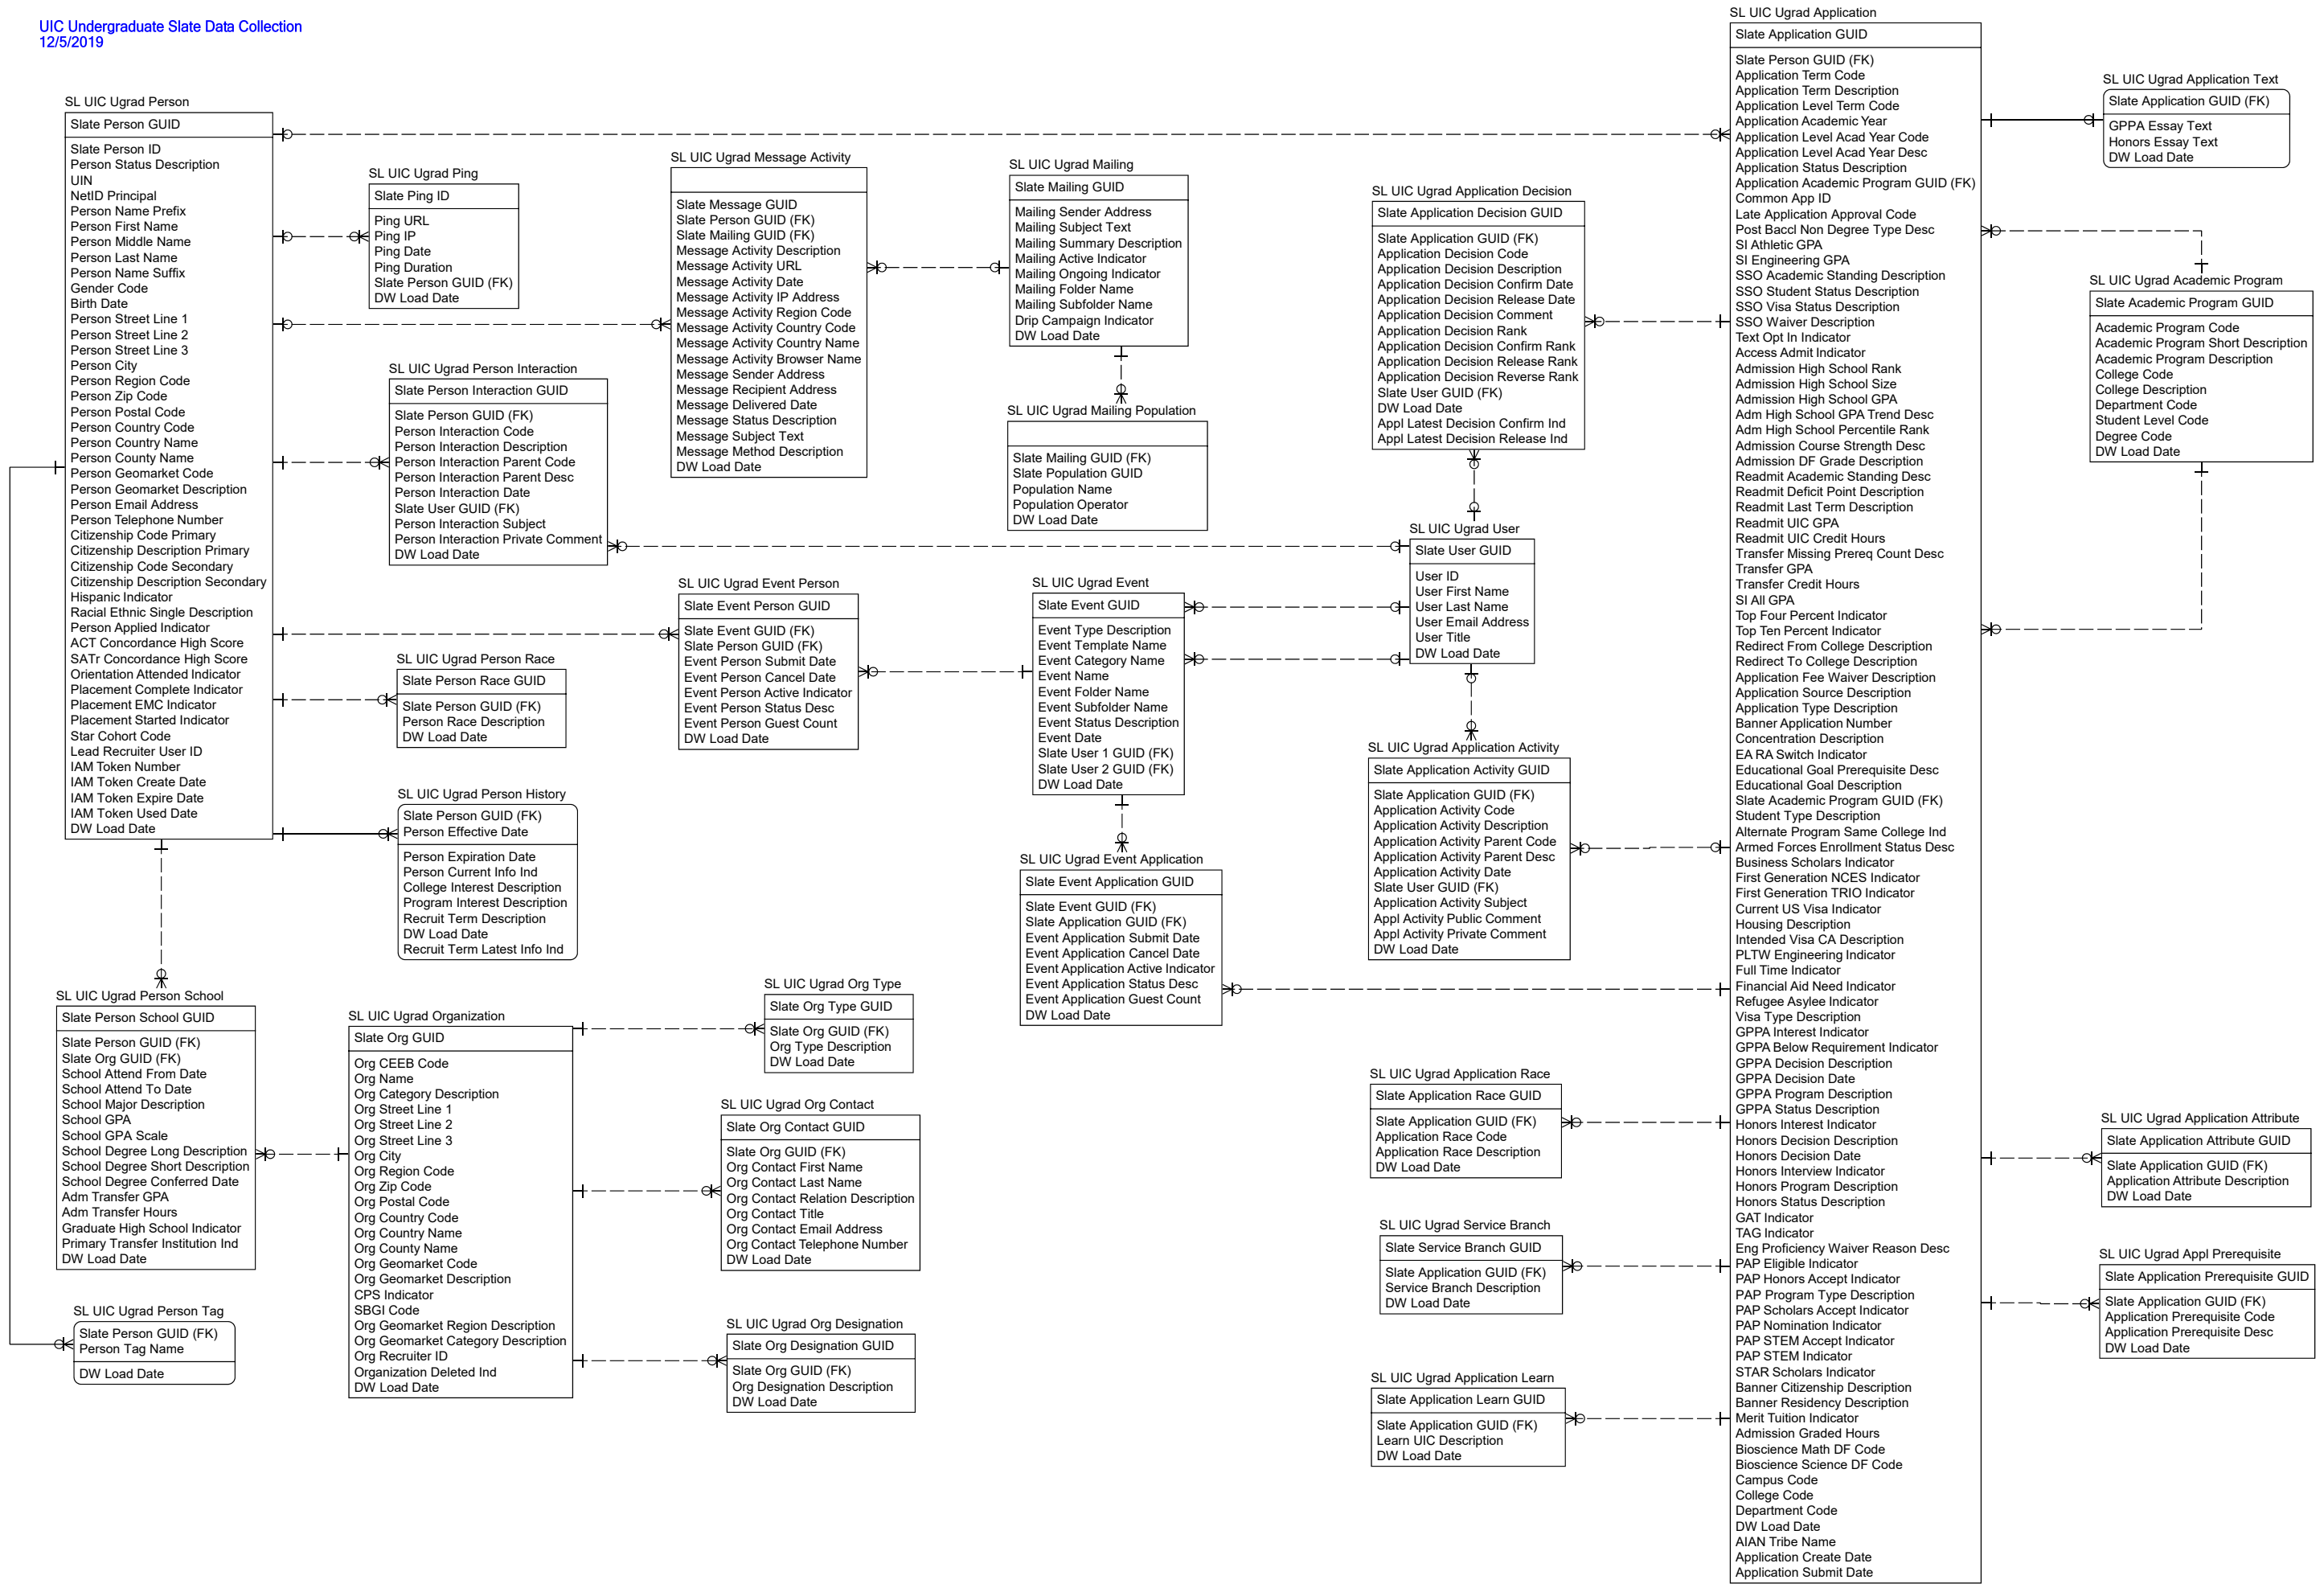 UIC Undergraduate Slate Data Collection
12/5/2019
SL UIC Ugrad Person
Slate Person GUID
Slate Person ID
Person Status Description
UIN
NetID Principal
Person Name Prefix
Person First Name
Person Middle Name
Person Last Name
Person Name Suffix
Gender Code
Birth Date
Person Street Line 1
Person Street Line 2
Person Street Line 3
Person City
Person Region Code
Person Zip Code
Person Postal Code
Person Country Code
Person Country Name
Person County Name
Person Geomarket Code
Person Geomarket Description
Person Email Address
Person Telephone Number
Citizenship Code Primary
Citizenship Description Primary
Citizenship Code Secondary
Citizenship Description Secondary
Hispanic Indicator
Racial Ethnic Single Description
Person Applied Indicator
ACT Concordance High Score
SATr Concordance High Score
Orientation Attended Indicator
Placement Complete Indicator
Placement EMC Indicator
Placement Started Indicator
Star Cohort Code
Lead Recruiter User ID
IAM Token Number
IAM Token Create Date
IAM Token Expire Date
IAM Token Used Date
DW Load Date
SL UIC Ugrad Ping
Slate Ping ID
Ping URL
Ping IP
Ping Date
Ping Duration
Slate Person GUID (FK)
DW Load Date
SL UIC Ugrad Person Interaction
Slate Person Interaction GUID
Slate Person GUID (FK)
Person Interaction Code
Person Interaction Description
Person Interaction Parent Code
Person Interaction Parent Desc
Person Interaction Date
Slate User GUID (FK)
Person Interaction Subject
Person Interaction Private Comment
DW Load Date
SL UIC Ugrad Person Race
Slate Person Race GUID
Slate Person GUID (FK)
Person Race Description
DW Load Date
SL UIC Ugrad Person History
Slate Person GUID (FK)
Person Effective Date
Person Expiration Date
Person Current Info Ind
College Interest Description
Program Interest Description
Recruit Term Description
DW Load Date
Recruit Term Latest Info Ind
SL UIC Ugrad Person School
Slate Person School GUID
Slate Person GUID (FK)
Slate Org GUID (FK)
School Attend From Date
School Attend To Date
School Major Description
School GPA
School GPA Scale
School Degree Long Description
School Degree Short Description
School Degree Conferred Date
Adm Transfer GPA
Adm Transfer Hours
Graduate High School Indicator
Primary Transfer Institution Ind
DW Load Date
SL UIC Ugrad Person Tag
Slate Person GUID (FK)
Person Tag Name
DW Load Date
SL UIC Ugrad Organization
Slate Org GUID
Org CEEB Code
Org Name
Org Category Description
Org Street Line 1
Org Street Line 2
Org Street Line 3
Org City
Org Region Code
Org Zip Code
Org Postal Code
Org Country Code
Org Country Name
Org County Name
Org Geomarket Code
Org Geomarket Description
CPS Indicator
SBGI Code
Org Geomarket Region Description
Org Geomarket Category Description
Org Recruiter ID
Organization Deleted Ind
DW Load Date
SL UIC Ugrad Org Type
Slate Org Type GUID
Slate Org GUID (FK)
Org Type Description
DW Load Date
SL UIC Ugrad Org Contact
Slate Org Contact GUID
Slate Org GUID (FK)
Org Contact First Name
Org Contact Last Name
Org Contact Relation Description
Org Contact Title
Org Contact Email Address
Org Contact Telephone Number
DW Load Date
SL UIC Ugrad Org Designation
Slate Org Designation GUID
Slate Org GUID (FK)
Org Designation Description
DW Load Date
SL UIC Ugrad Message Activity
Slate Message GUID
Slate Person GUID (FK)
Slate Mailing GUID (FK)
Message Activity Description
Message Activity URL
Message Activity Date
Message Activity IP Address
Message Activity Region Code
Message Activity Country Code
Message Activity Country Name
Message Activity Browser Name
Message Sender Address
Message Recipient Address
Message Delivered Date
Message Status Description
Message Subject Text
Message Method Description
DW Load Date
SL UIC Ugrad Mailing
Slate Mailing GUID
Mailing Sender Address
Mailing Subject Text
Mailing Summary Description
Mailing Active Indicator
Mailing Ongoing Indicator
Mailing Folder Name
Mailing Subfolder Name
Drip Campaign Indicator
DW Load Date
SL UIC Ugrad Mailing Population
Slate Mailing GUID (FK)
Slate Population GUID
Population Name
Population Operator
DW Load Date
SL UIC Ugrad Event Person
Slate Event Person GUID
Slate Event GUID (FK)
Slate Person GUID (FK)
Event Person Submit Date
Event Person Cancel Date
Event Person Active Indicator
Event Person Status Desc
Event Person Guest Count
DW Load Date
SL UIC Ugrad Event
Slate Event GUID
Event Type Description
Event Template Name
Event Category Name
Event Name
Event Folder Name
Event Subfolder Name
Event Status Description
Event Date
Slate User 1 GUID (FK)
Slate User 2 GUID (FK)
DW Load Date
SL UIC Ugrad Event Application
Slate Event Application GUID
Slate Event GUID (FK)
Slate Application GUID (FK)
Event Application Submit Date
Event Application Cancel Date
Event Application Active Indicator
Event Application Status Desc
Event Application Guest Count
DW Load Date
SL UIC Ugrad Application Decision
Slate Application Decision GUID
Slate Application GUID (FK)
Application Decision Code
Application Decision Description
Application Decision Confirm Date
Application Decision Release Date
Application Decision Comment
Application Decision Rank
Application Decision Confirm Rank
Application Decision Release Rank
Application Decision Reverse Rank
Slate User GUID (FK)
DW Load Date
Appl Latest Decision Confirm Ind
Appl Latest Decision Release Ind
SL UIC Ugrad User
Slate User GUID
User ID
User First Name
User Last Name
User Email Address
User Title
DW Load Date
SL UIC Ugrad Application Activity
Slate Application Activity GUID
Slate Application GUID (FK)
Application Activity Code
Application Activity Description
Application Activity Parent Code
Application Activity Parent Desc
Application Activity Date
Slate User GUID (FK)
Application Activity Subject
Appl Activity Public Comment
Appl Activity Private Comment
DW Load Date
SL UIC Ugrad Application Race
Slate Application Race GUID
Slate Application GUID (FK)
Application Race Code
Application Race Description
DW Load Date
SL UIC Ugrad Service Branch
Slate Service Branch GUID
Slate Application GUID (FK)
Service Branch Description
DW Load Date
SL UIC Ugrad Application Learn
Slate Application Learn GUID
Slate Application GUID (FK)
Learn UIC Description
DW Load Date
SL UIC Ugrad Application
Slate Application GUID
Slate Person GUID (FK)
Application Term Code
Application Term Description
Application Level Term Code
Application Academic Year
Application Level Acad Year Code
Application Level Acad Year Desc
Application Status Description
Application Academic Program GUID (FK)
Common App ID
Late Application Approval Code
Post Baccl Non Degree Type Desc
SI Athletic GPA
SI Engineering GPA
SSO Academic Standing Description
SSO Student Status Description
SSO Visa Status Description
SSO Waiver Description
Text Opt In Indicator
Access Admit Indicator
Admission High School Rank
Admission High School Size
Admission High School GPA
Adm High School GPA Trend Desc
Adm High School Percentile Rank
Admission Course Strength Desc
Admission DF Grade Description
Readmit Academic Standing Desc
Readmit Deficit Point Description
Readmit Last Term Description
Readmit UIC GPA
Readmit UIC Credit Hours
Transfer Missing Prereq Count Desc
Transfer GPA
Transfer Credit Hours
SI All GPA
Top Four Percent Indicator
Top Ten Percent Indicator
Redirect From College Description
Redirect To College Description
Application Fee Waiver Description
Application Source Description
Application Type Description
Banner Application Number
Concentration Description
EA RA Switch Indicator
Educational Goal Prerequisite Desc
Educational Goal Description
Slate Academic Program GUID (FK)
Student Type Description
Alternate Program Same College Ind
Armed Forces Enrollment Status Desc
Business Scholars Indicator
First Generation NCES Indicator
First Generation TRIO Indicator
Current US Visa Indicator
Housing Description
Intended Visa CA Description
PLTW Engineering Indicator
Full Time Indicator
Financial Aid Need Indicator
Refugee Asylee Indicator
Visa Type Description
GPPA Interest Indicator
GPPA Below Requirement Indicator
GPPA Decision Description
GPPA Decision Date
GPPA Program Description
GPPA Status Description
Honors Interest Indicator
Honors Decision Description
Honors Decision Date
Honors Interview Indicator
Honors Program Description
Honors Status Description
GAT Indicator
TAG Indicator
Eng Proficiency Waiver Reason Desc
PAP Eligible Indicator
PAP Honors Accept Indicator
PAP Program Type Description
PAP Scholars Accept Indicator
PAP Nomination Indicator
PAP STEM Accept Indicator
PAP STEM Indicator
STAR Scholars Indicator
Banner Citizenship Description
Banner Residency Description
Merit Tuition Indicator
Admission Graded Hours
Bioscience Math DF Code
Bioscience Science DF Code
Campus Code
College Code
Department Code
DW Load Date
AIAN Tribe Name
Application Create Date
Application Submit Date
SL UIC Ugrad Application Text
Slate Application GUID (FK)
GPPA Essay Text
Honors Essay Text
DW Load Date
SL UIC Ugrad Academic Program
Slate Academic Program GUID
Academic Program Code
Academic Program Short Description
Academic Program Description
College Code
College Description
Department Code
Student Level Code
Degree Code
DW Load Date
SL UIC Ugrad Application Attribute
Slate Application Attribute GUID
Slate Application GUID (FK)
Application Attribute Description
DW Load Date
SL UIC Ugrad Appl Prerequisite
Slate Application Prerequisite GUID
Slate Application GUID (FK)
Application Prerequisite Code
Application Prerequisite Desc
DW Load Date